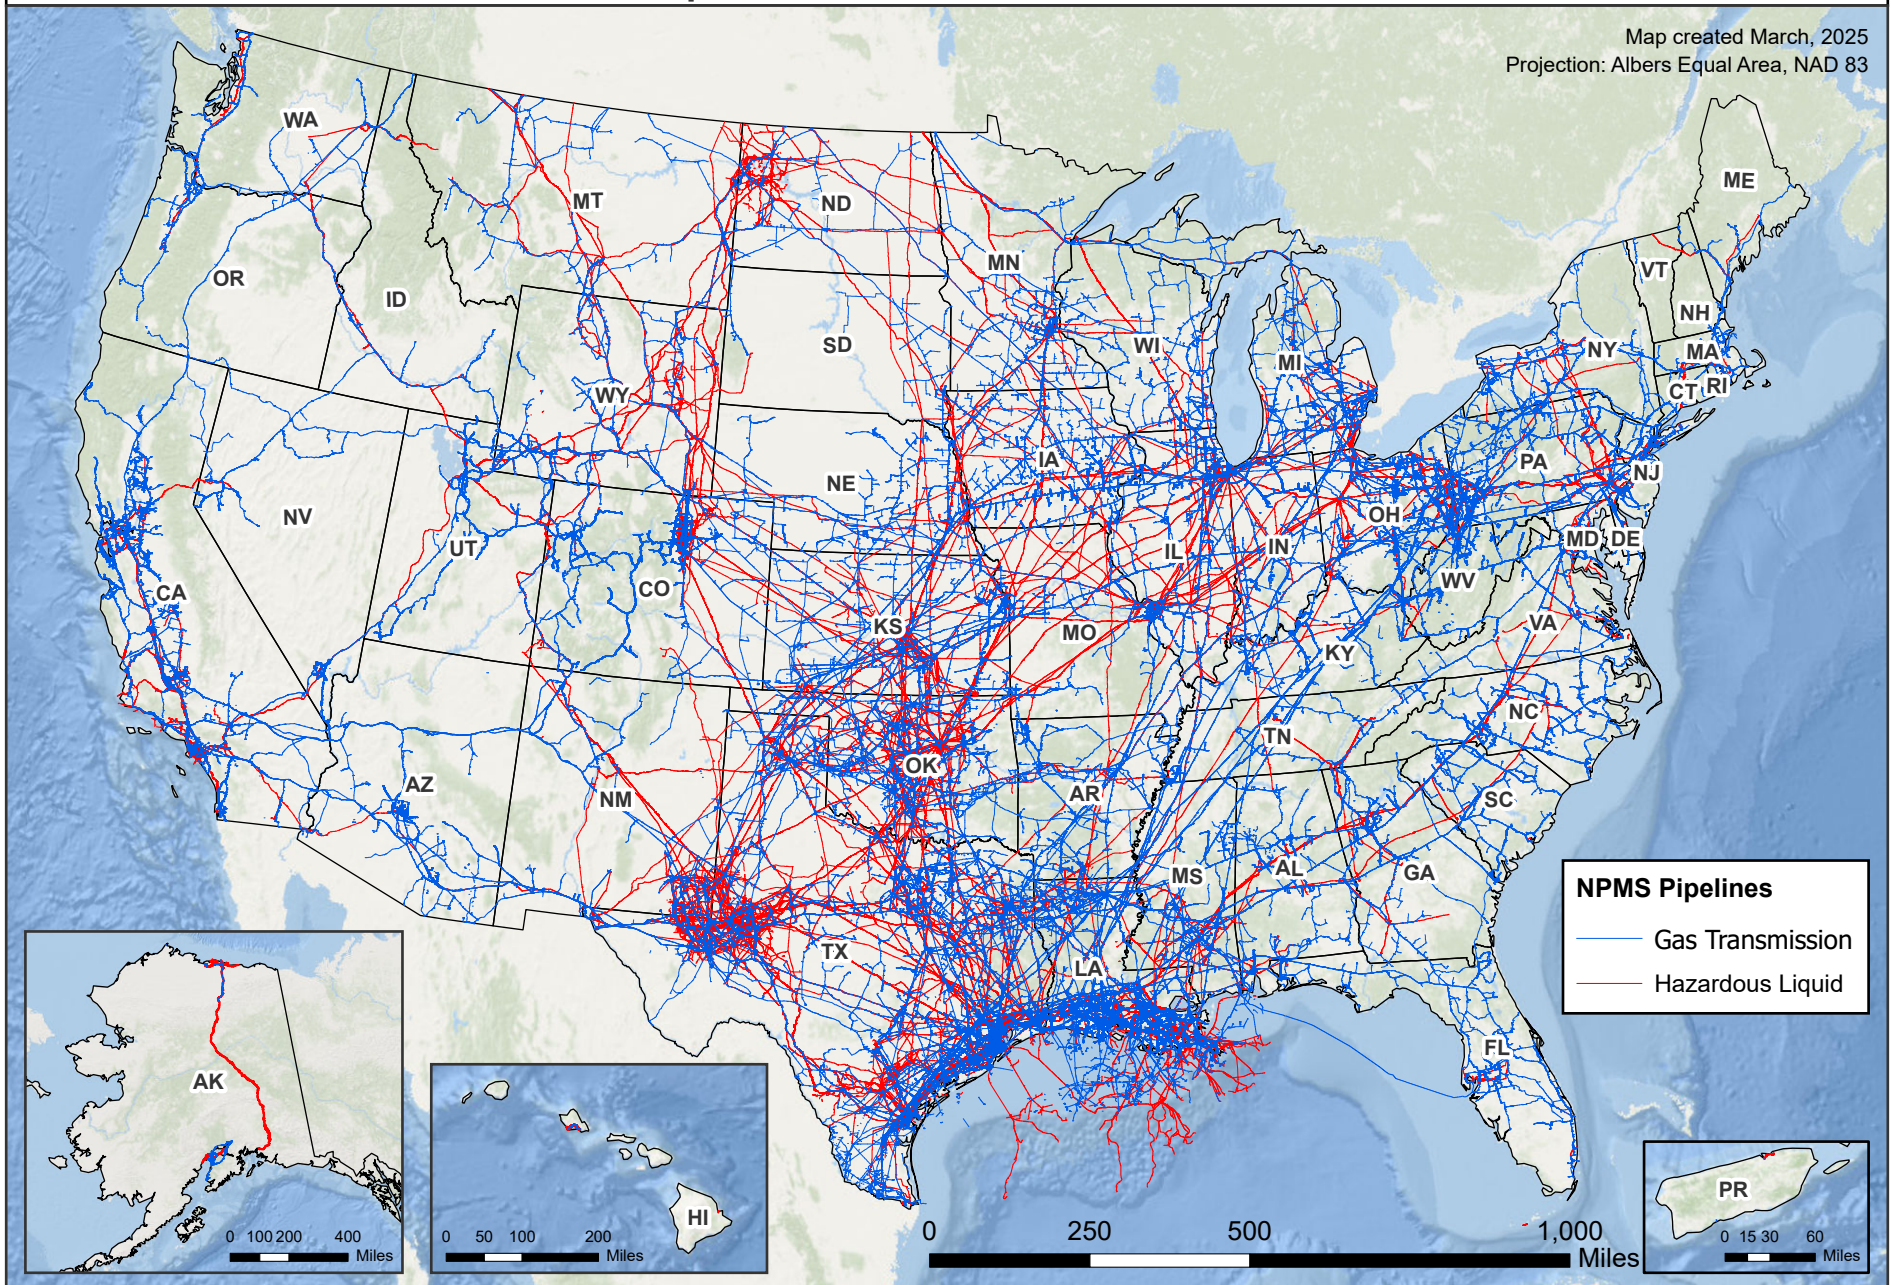 Map created March, 2025
Projection: Albers Equal Area, NAD 83
WA
MT
ND
MN
ME
VT
NH
OR
ID
SD
WI
MI
NY
MA
CT
RI
WY
NE
IA
PA
NJ
NV
UT
CO
IL
IN
OH
MD
DE
WV
CA
KS
MO
KY
VA
AZ
NM
OK
AR
TN
NC
SC
TX
LA
MS
AL
GA
FL
NPMS Pipelines
Gas Transmission
Hazardous Liquid
AK
0 100 200 400
Miles
HI
0 50 100 200
Miles
0 250 500 1,000
Miles
PR
0 15 30 60
Miles